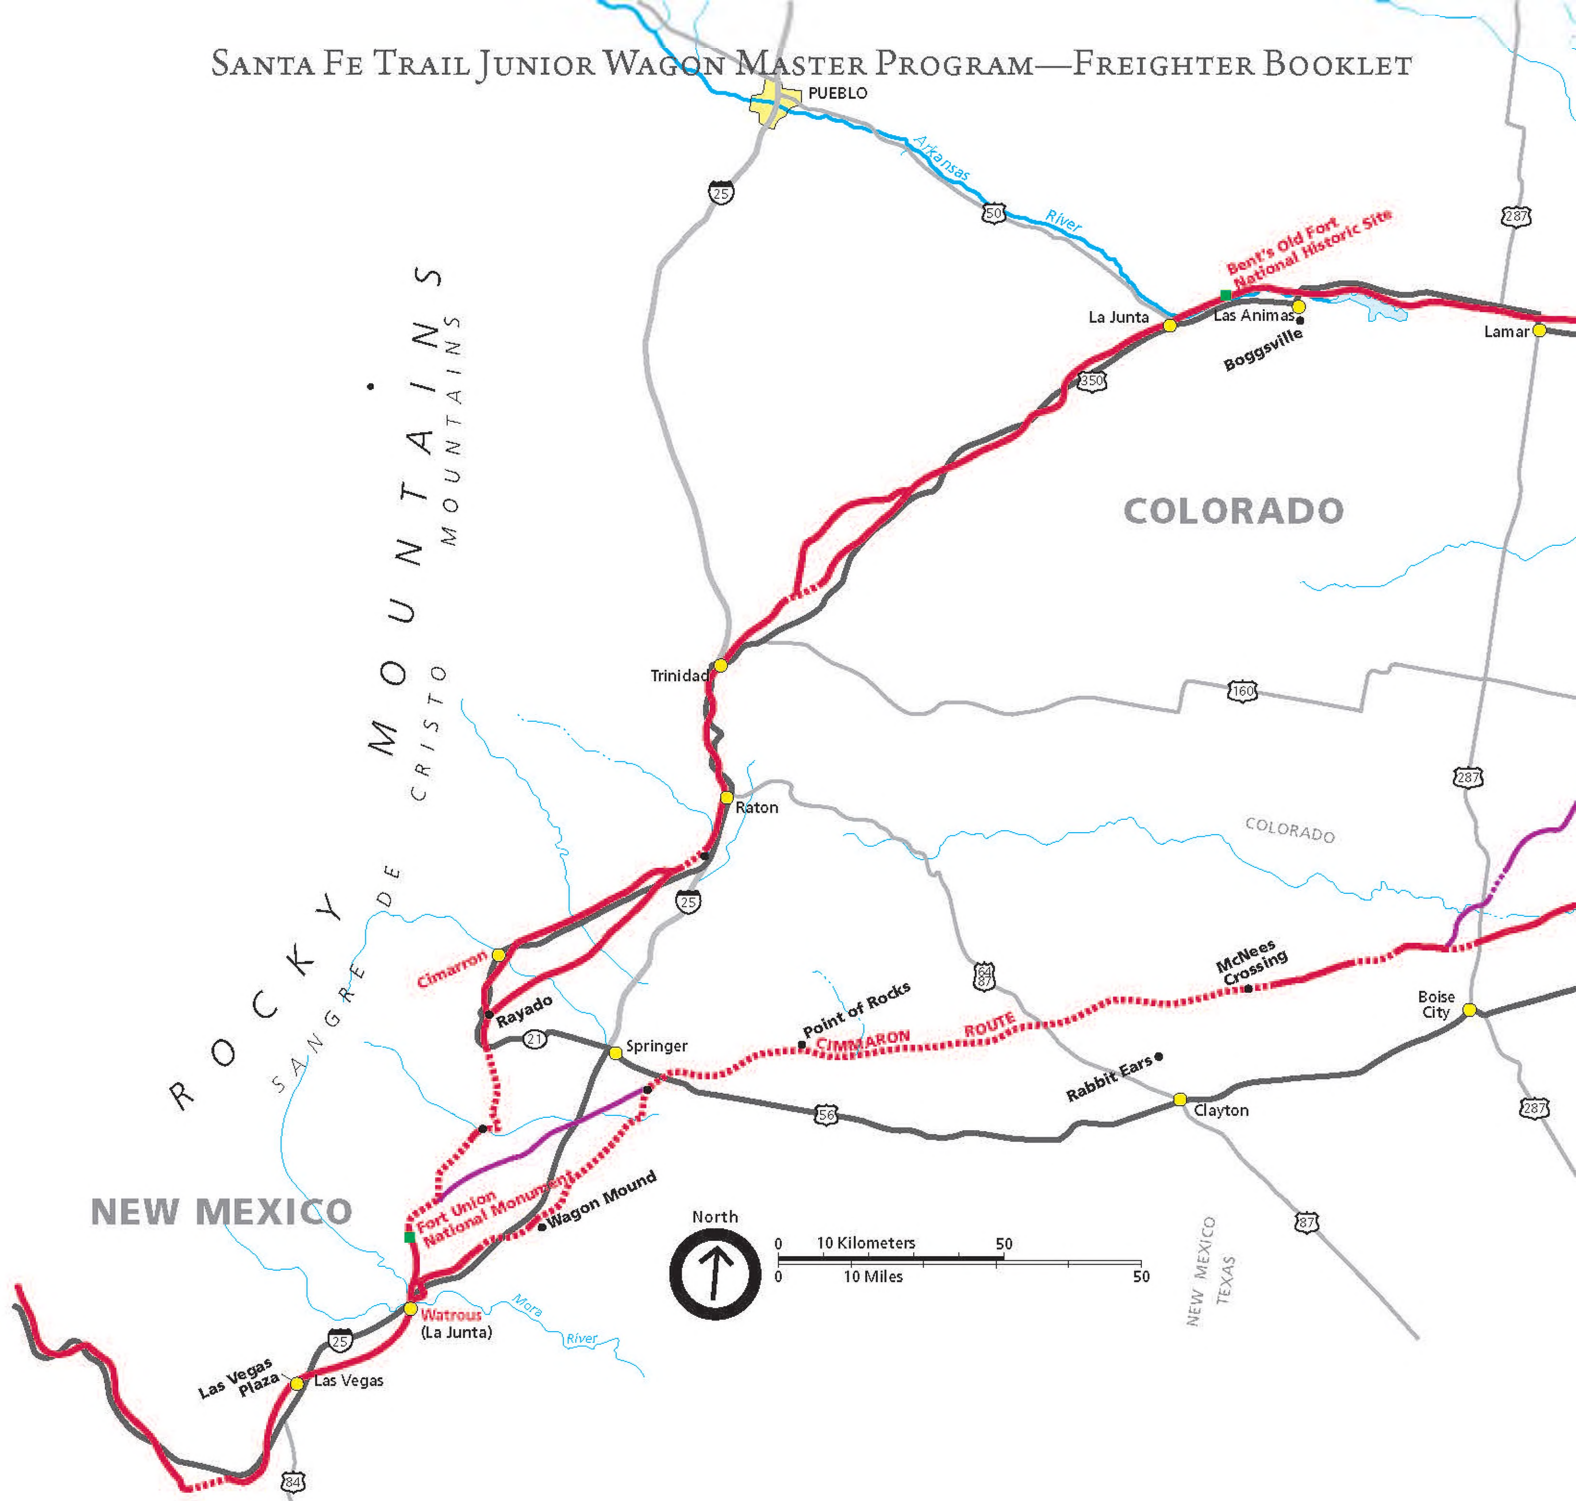 SANTA FE TRAIL JUNIOR WAGON MASTER PROGRAM—FREIGHTER BOOKLET
PUEBLO
Arkansas
River
25
50
287
Bent's Old Fort
National Historic Site
La Junta
Las Animas
Boggsville
Lamar
350
ROCKY MOUNTAINS
SANGRE DE CRISTO MOUNTAINS
COLORADO
Trinidad
160
Raton
287
COLORADO
25
Cimarron
Rayado
21
Springer
Point of Rocks
CIMMARON ROUTE
64
87
McNees
Crossing
Boise
City
Rabbit Ears
Clayton
56
287
NEW MEXICO
Fort Union
National Monument
Wagon Mound
North
0 10 Kilometers 50
0 10 Miles 50
NEW MEXICO
TEXAS
87
Mora
River
Watrous
(La Junta)
25
Las Vegas
Plaza
Las Vegas
84